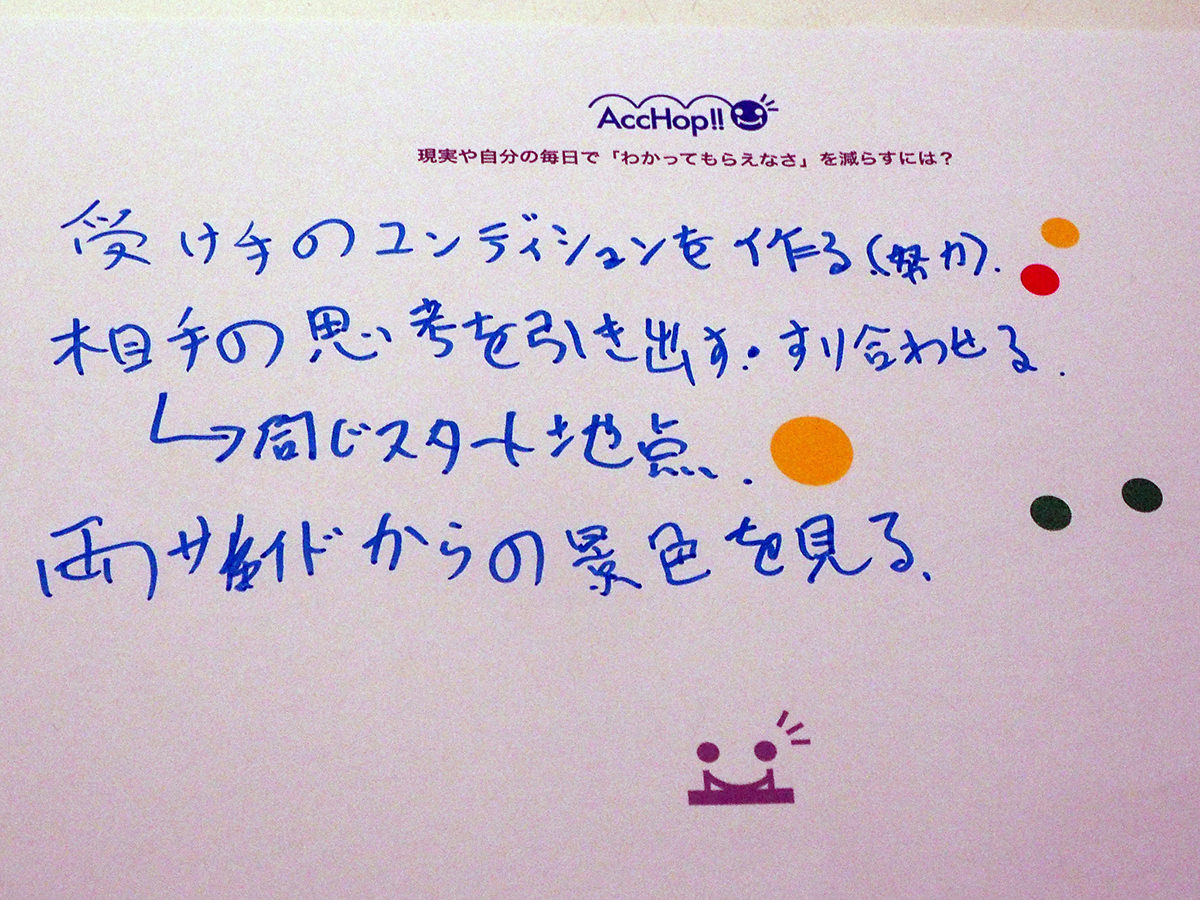 AccHop!!
現実や自分の毎日で「わかってもらえなさ」を減らすには？
受け手のコンディションを作る(努力).
相手の思い考を引き出す・すり合わせる.
同じスタート地点.
両サイドからの景色を見る.